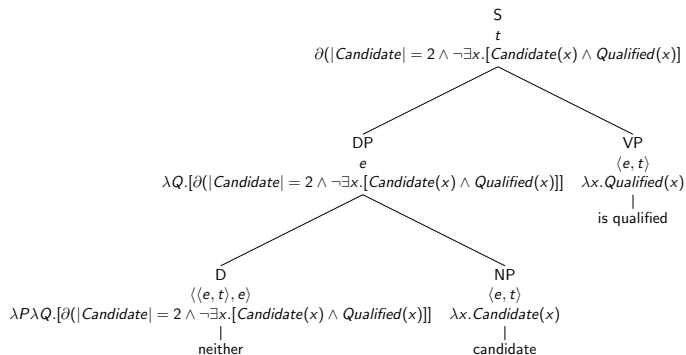 S
t
∂(|Candidate| = 2 ∧ ¬∃x.[Candidate(x) ∧ Qualified(x)]
DP
e
λQ.[∂(|Candidate| = 2 ∧ ¬∃x.[Candidate(x) ∧ Qualified(x)]]
VP
⟨e, t⟩
λx.Qualified(x)
is qualified
D
⟨⟨e, t⟩, e⟩
λPλQ.[∂(|Candidate| = 2 ∧ ¬∃x.[Candidate(x) ∧ Qualified(x)]]
neither
NP
⟨e, t⟩
λx.Candidate(x)
candidate